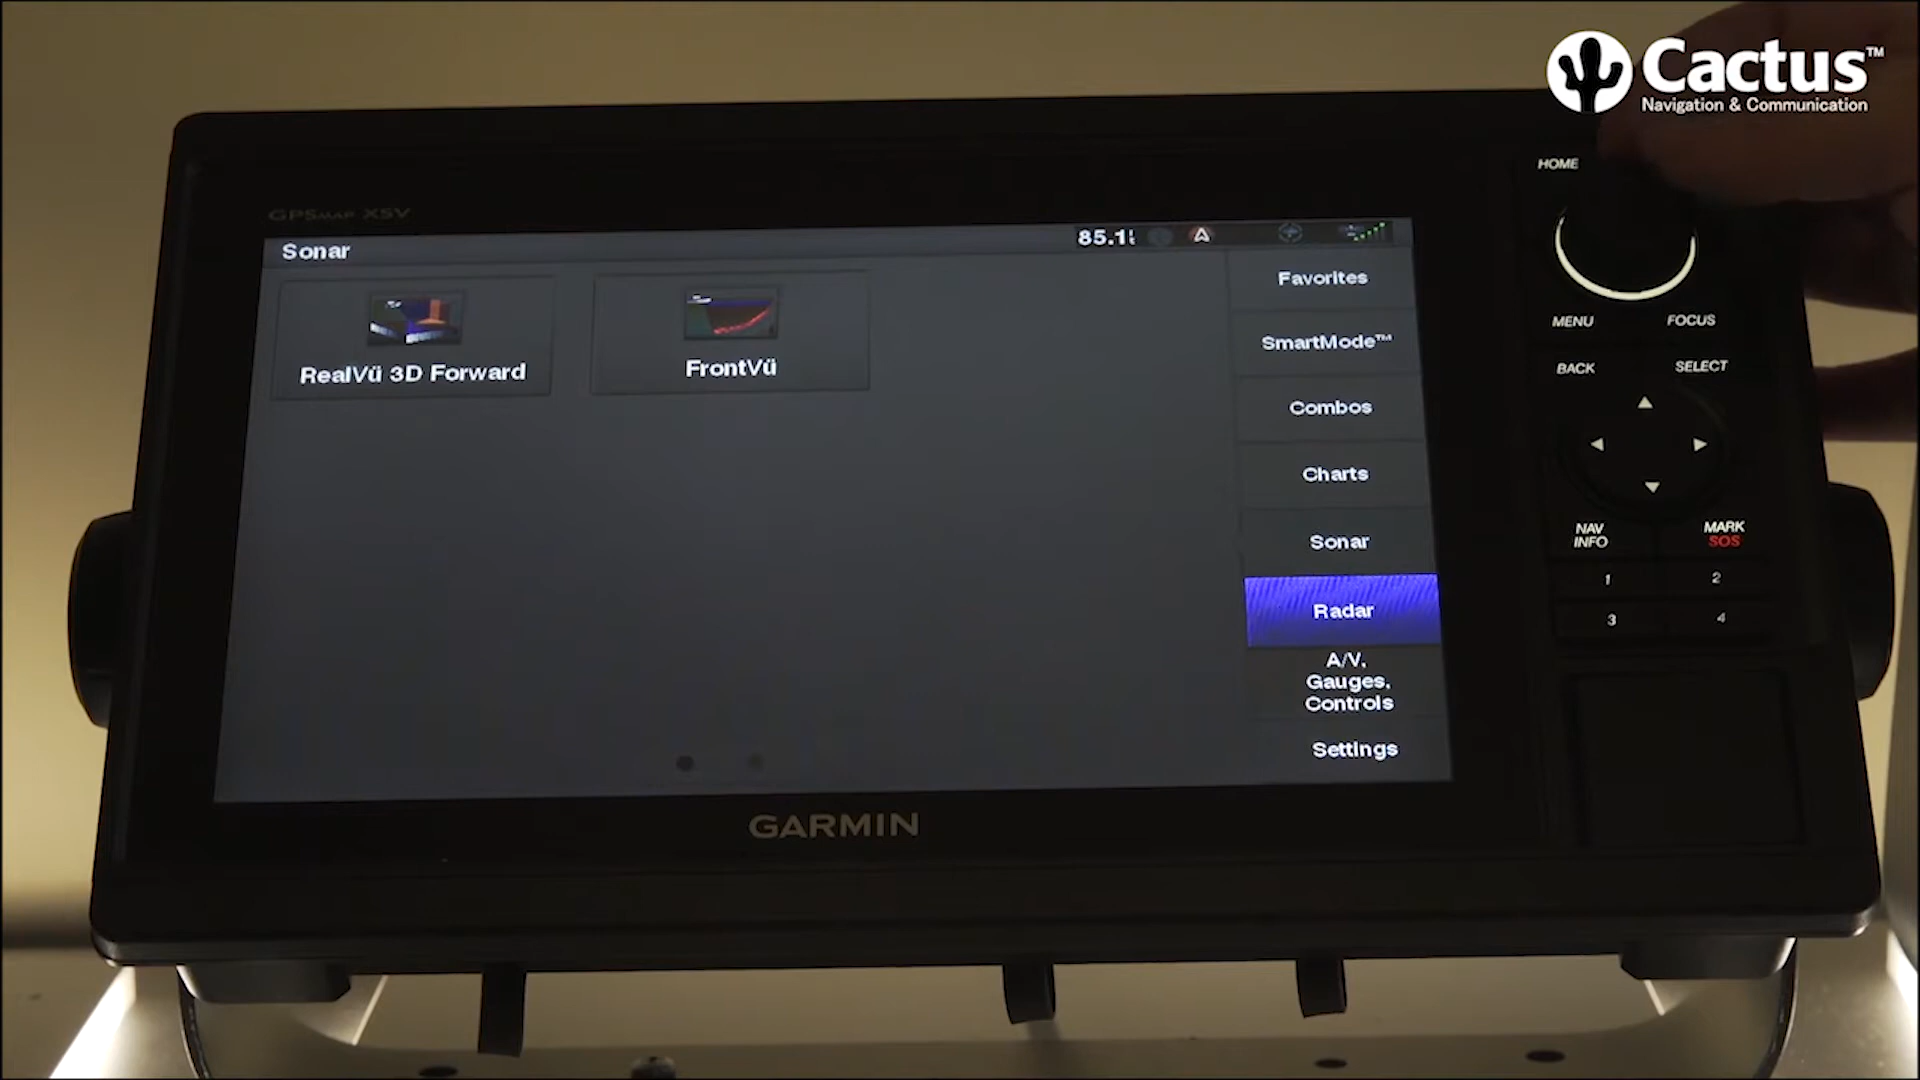 Cactus™
Navigation & Communication
HOME
GPSMAP XSV
Sonar
85.1
Favorites
RealVü 3D Forward
FrontVü
SmartMode™
Combos
Charts
Sonar
Radar
A/V,
Gauges,
Controls
Settings
MENU
FOCUS
BACK
SELECT
NAV
INFO
MARK
SOS
1
2
3
4
GARMIN